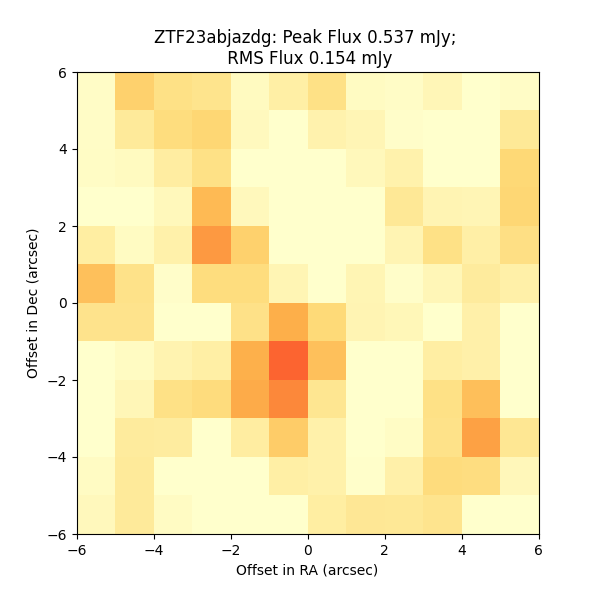 ZTF23abjazdg: Peak Flux 0.537 mJy;
RMS Flux 0.154 mJy
6
4
2
0
−2
−4
−6
Offset in Dec (arcsec)
−6 −4 −2 0 2 4 6
Offset in RA (arcsec)